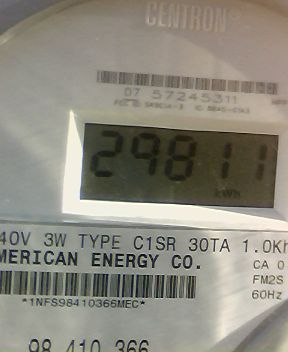 CENTRON®
07 57245311
29811
kWh
40V 3W TYPE C1SR 30TA 1.0Kh
MERICAN ENERGY CO.
CA 0
FM2S
60Hz
*1NFS98410366MEC*
98 410 366